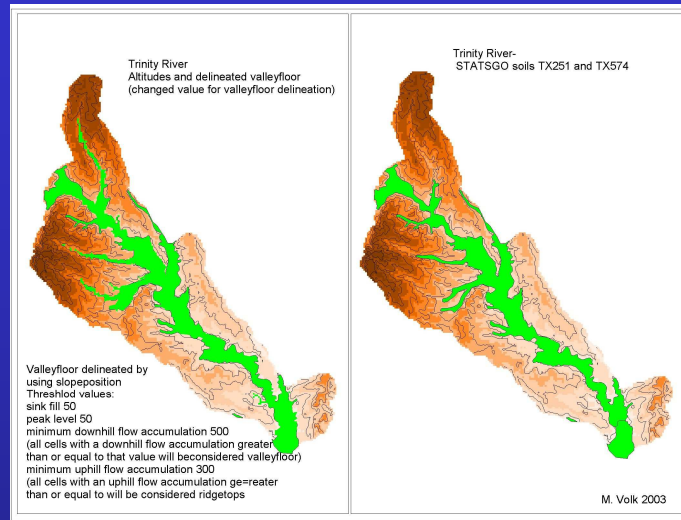 Trinity River
Altitudes and delineated valleyfloor
(changed value for valleyfloor delineation)
Valleyfloor delineated by
using slopeposition
Threshlod values:
sink fill 50
peak level 50
minimum downhill flow accumulation 500
(all cells with a downhill flow accumulation greater
than or equal to that value will beconsidered valleyfloor)
minimum uphill flow accumulation 300
(all cells with an uphill flow accumulation ge=reater
than or equal to will be considered ridgetops
Trinity River-
STATSGO soils TX251 and TX574
M. Volk 2003